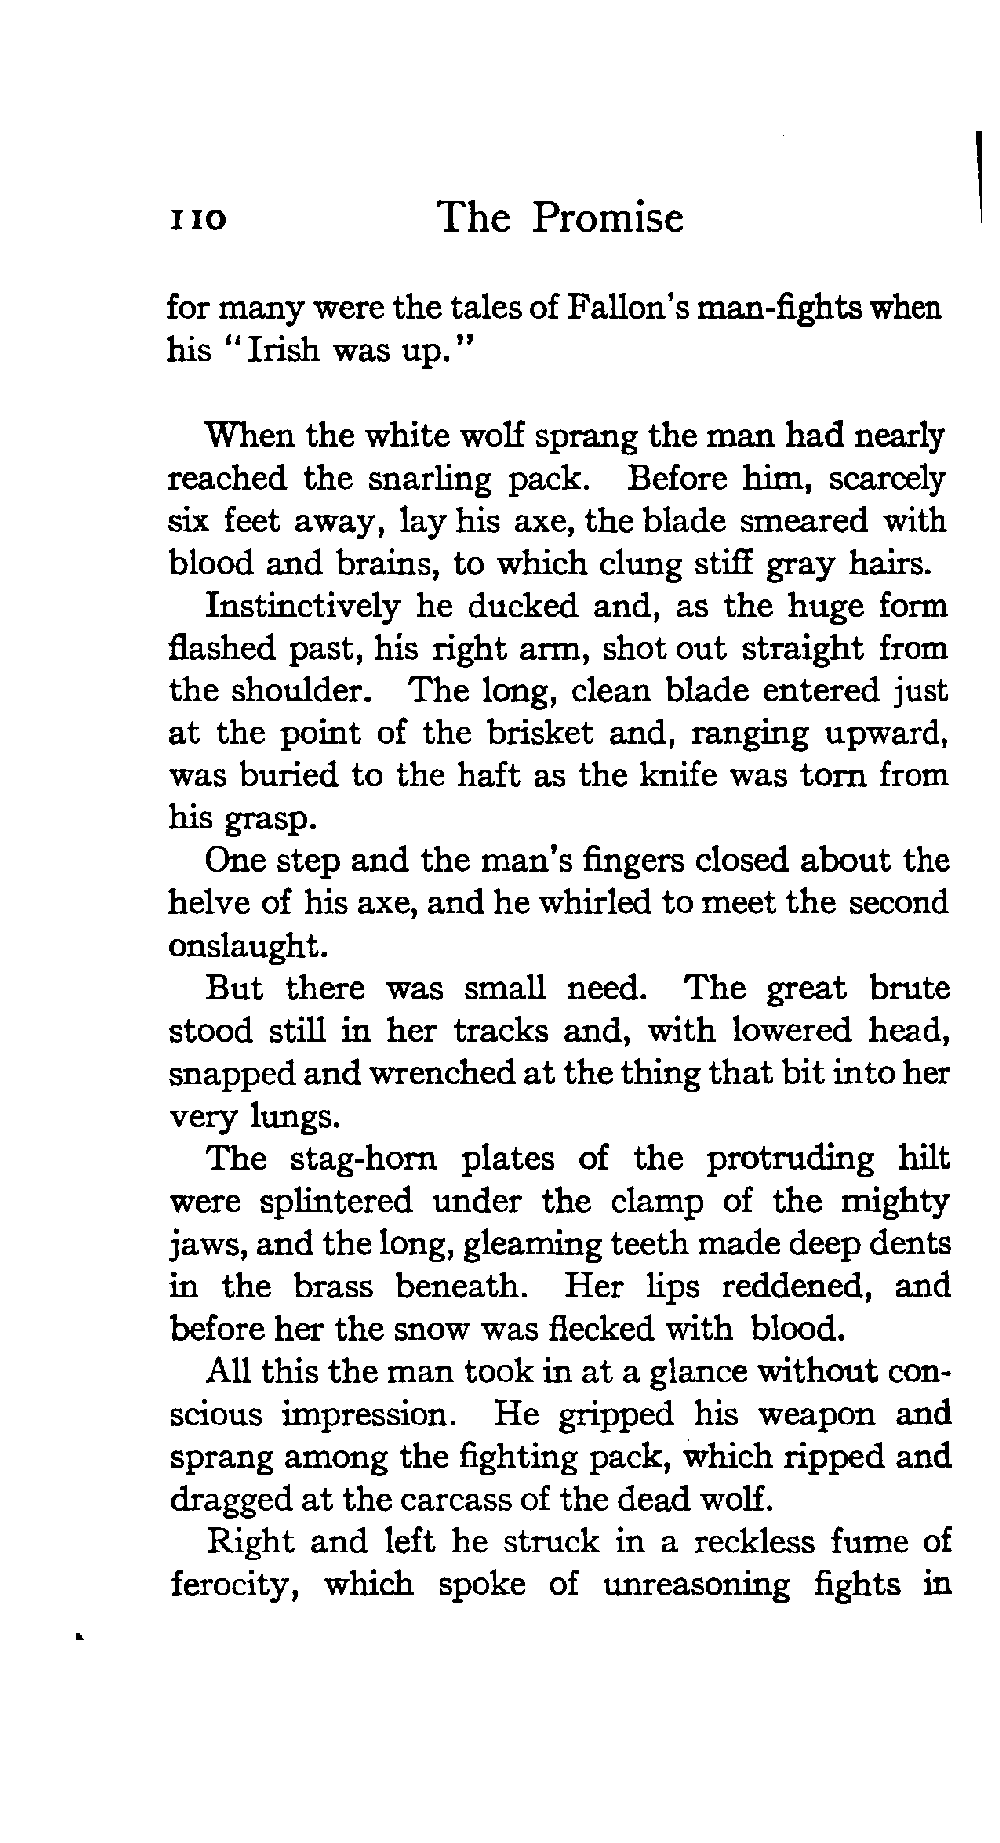 110 The Promise
for many were the tales of Fallon's man-fights when
his "Irish was up."
When the white wolf sprang the man had nearly
reached the snarling pack. Before him, scarcely
six feet away, lay his axe, the blade smeared with
blood and brains, to which clung stiff gray hairs.
Instinctively he ducked and, as the huge form
flashed past, his right arm, shot out straight from
the shoulder. The long, clean blade entered just
at the point of the brisket and, ranging upward,
was buried to the haft as the knife was torn from
his grasp.
One step and the man's fingers closed about the
helve of his axe, and he whirled to meet the second
onslaught.
But there was small need. The great brute
stood still in her tracks and, with lowered head,
snapped and wrenched at the thing that bit into her
very lungs.
The stag-horn plates of the protruding hilt
were splintered under the clamp of the mighty
jaws, and the long, gleaming teeth made deep dents
in the brass beneath. Her lips reddened, and
before her the snow was flecked with blood.
All this the man took in at a glance without con-
scious impression. He gripped his weapon and
sprang among the fighting pack, which ripped and
dragged at the carcass of the dead wolf.
Right and left he struck in a reckless fume of
ferocity, which spoke of unreasoning fights in